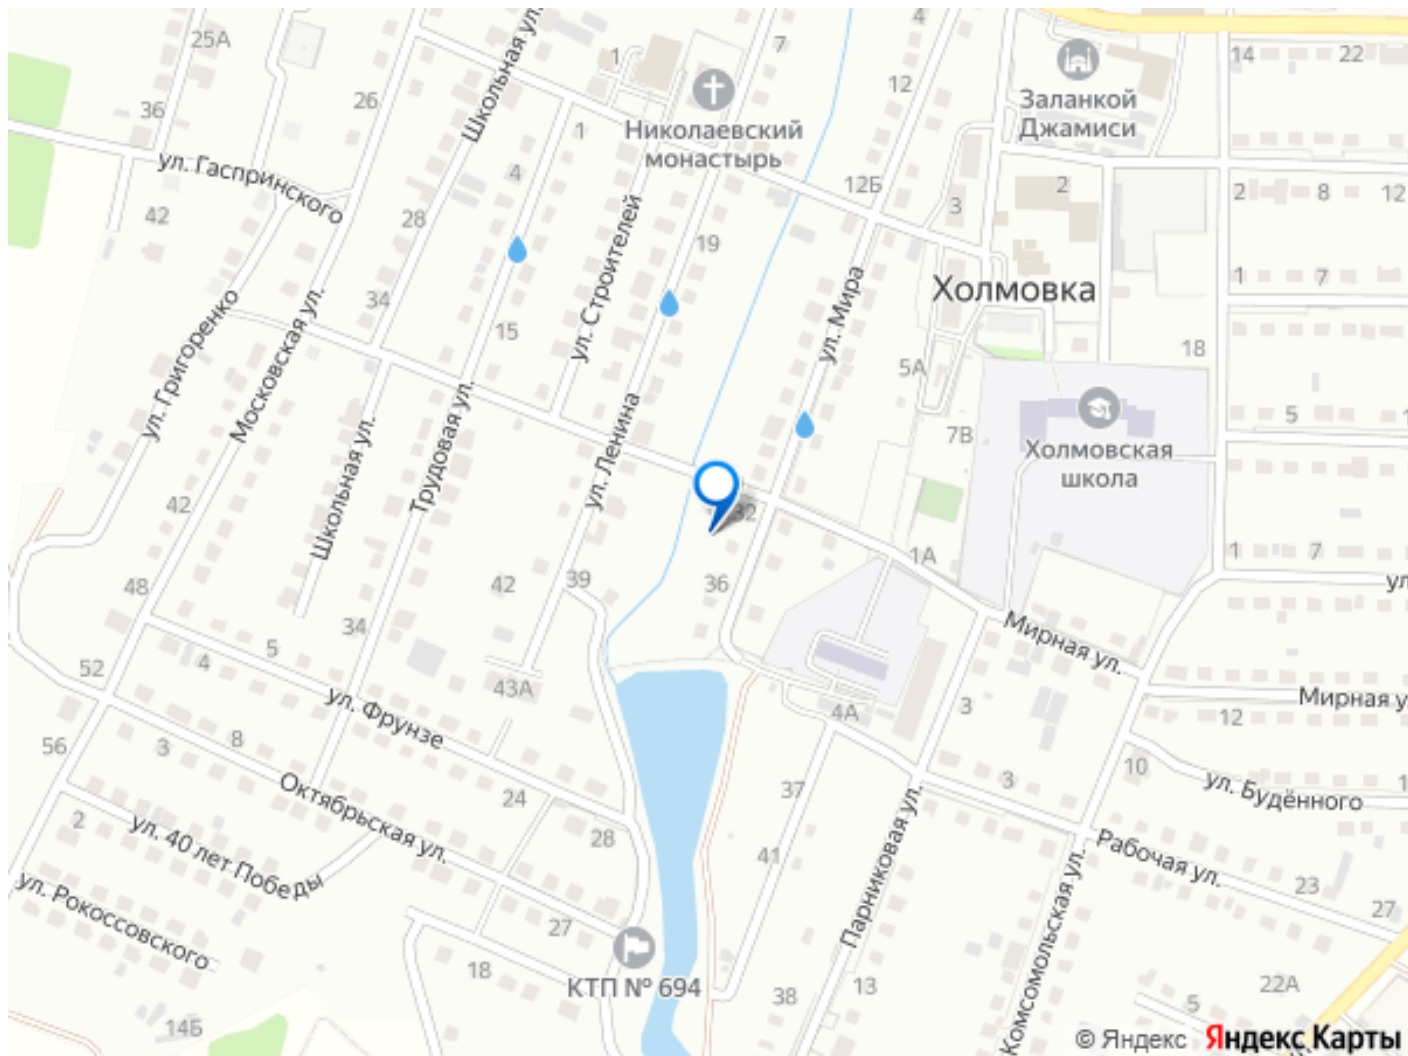 25А
Школьная ул.
7
4
1
14
22
1
12
36
26
Заланкой
Джамиси
Николаевский
монастырь
1
ул. Гаспринского
4
12Б
3
2
2
8
12
42
28
19
ул. Строителей
1
7
Холмовка
34
ул. Григоренко
Московская ул.
15
ул. Мира
18
5А
5
1
7В
Холмовская
школа
Школьная ул.
Трудовая ул.
ул. Ленина
42
32
1А
1
7
ул
48
42
39
36
34
Мирная ул.
5
4
52
43А
3
12
Мирная у
4А
ул. Фрунзе
56
3
8
24
Октябрьская ул.
37
3
10
ул. Будённого
1
2
ул. 40 лет Победы
28
41
Парниковая ул.
Рабочая ул.
ул. Рокоссовского
23
27
27
Комсомольская ул.
18
КТП № 694
38
13
22А
5
14Б
© Яндекс Яндекс Карты